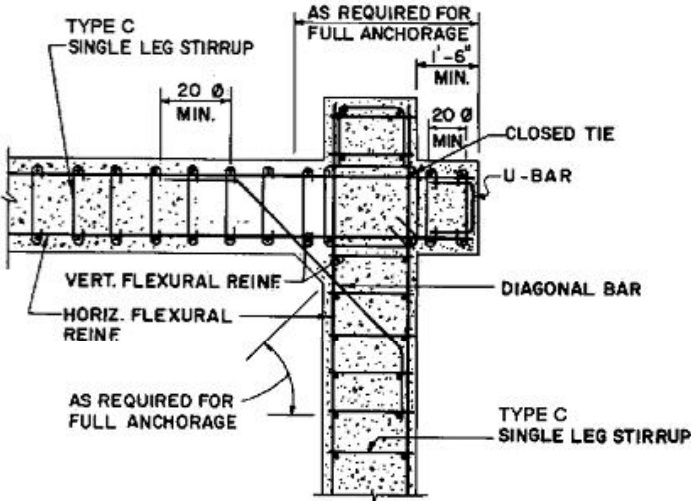 AS REQUIRED FOR
FULL ANCHORAGE
TYPE C
SINGLE LEG STIRRUP
1'-6"
MIN.
20 Ø
MIN.
20 Ø
MIN.
CLOSED TIE
U-BAR
VERT. FLEXURAL REINF.
DIAGONAL BAR
HORIZ. FLEXURAL
REINF.
AS REQUIRED FOR
FULL ANCHORAGE
TYPE C
SINGLE LEG STIRRUP